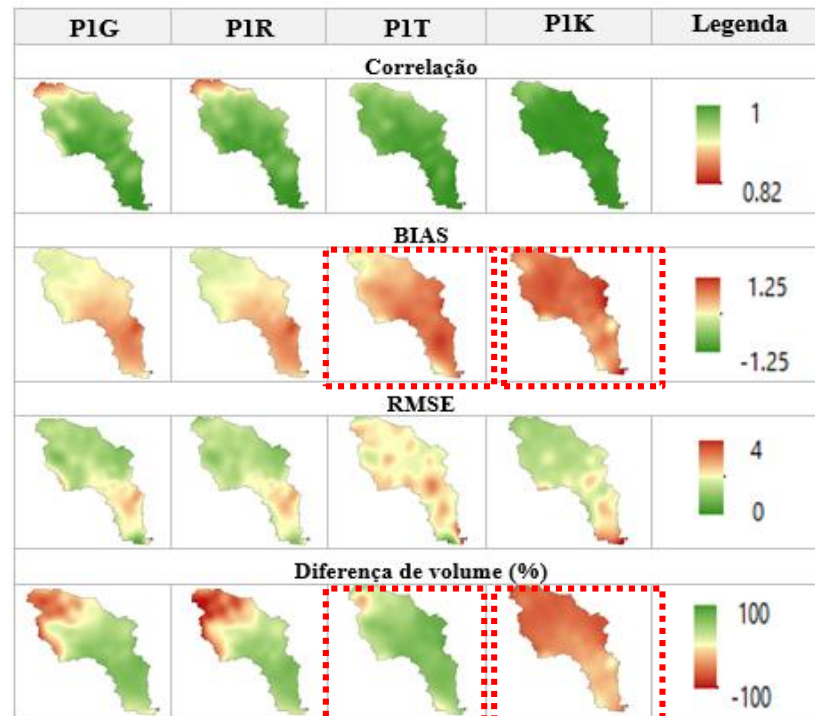 P1G P1R P1T P1K Legenda
Correlação
1
0.82
BIAS
1.25
-1.25
RMSE
4
0
Diferença de volume (%)
100
-100